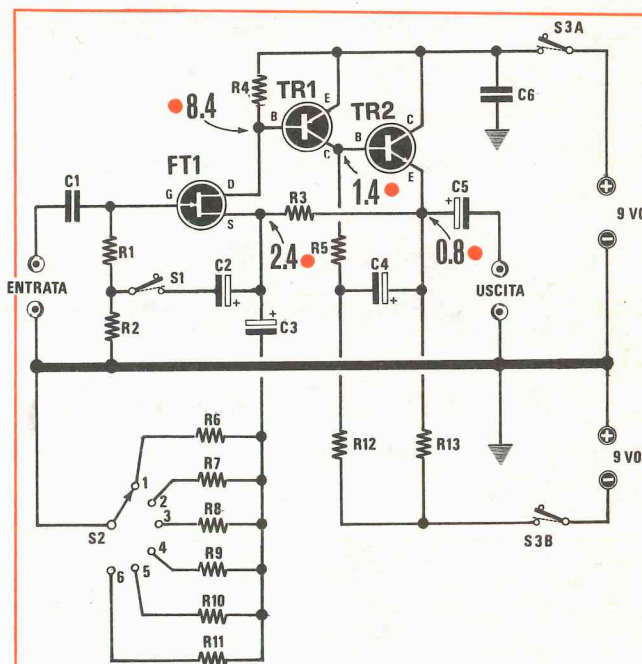 S3A
R4
TR1
E
B
C
TR2
C
B
E
C6
8.4
FT1
C1
G
D
S
1.4
R3
+ C5
9 VO
R1
2.4
R5
0.8
S1
C2
+
C4
+
ENTRATA
R2
+
C3
USCITA
R6
R12
R13
9 VO
R7
1
2
R8
3
S2
4
R9
S3B
6
5
R10
R11